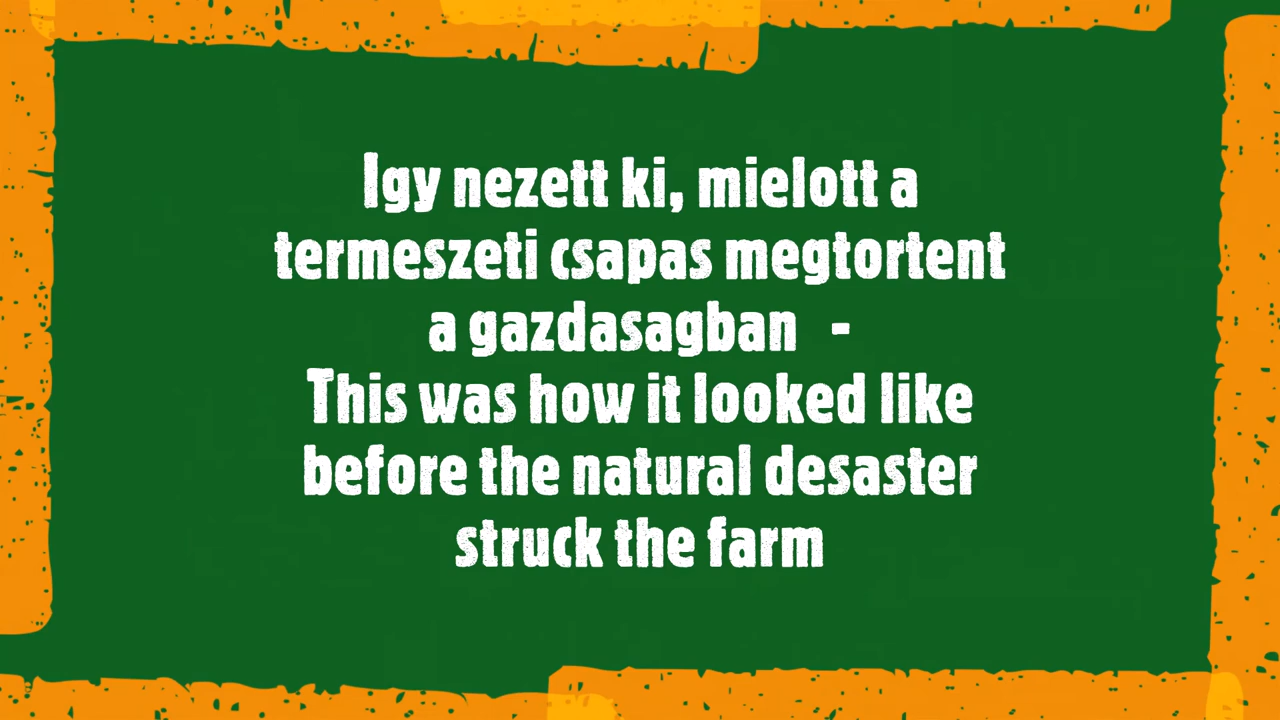 Igy nezett ki, mielott a
termeszeti csapas megtortent
a gazdasagban -
This was how it looked like
before the natural desaster
struck the farm